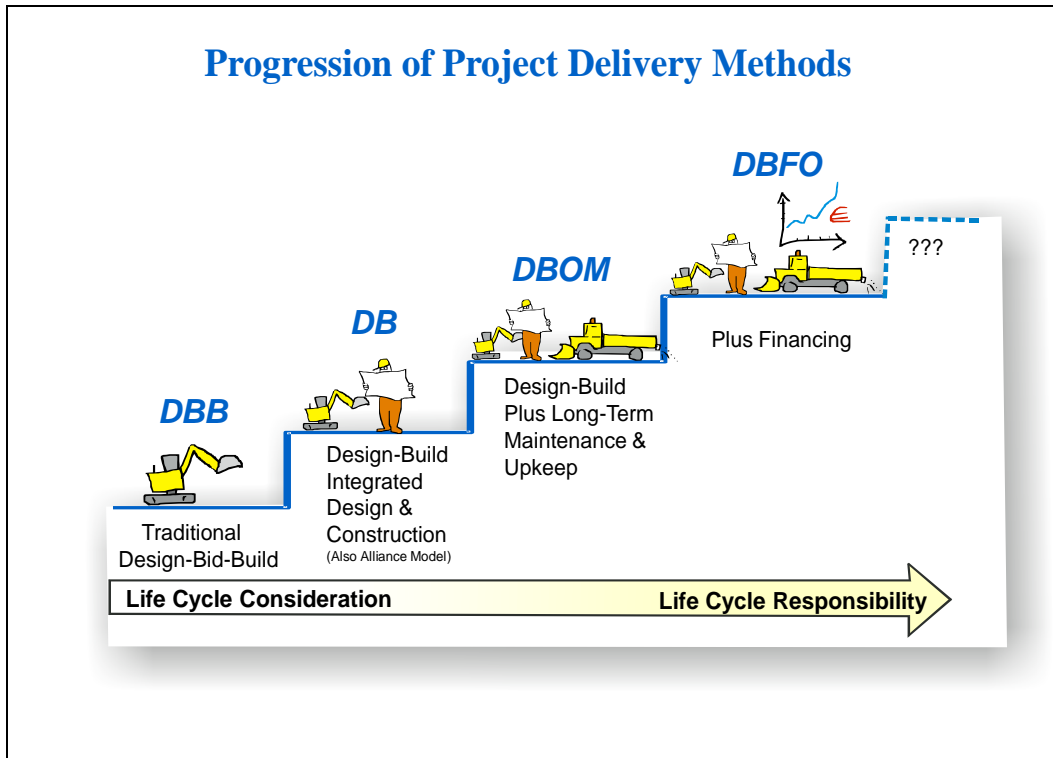 Progression of Project Delivery Methods
DBFO
€
???
DBOM
Plus Financing
DB
Design-Build
Plus Long-Term
Maintenance &
Upkeep
DBB
Design-Build
Integrated
Design &
Construction
(Also Alliance Model)
Traditional
Design-Bid-Build
Life Cycle Consideration
Life Cycle Responsibility